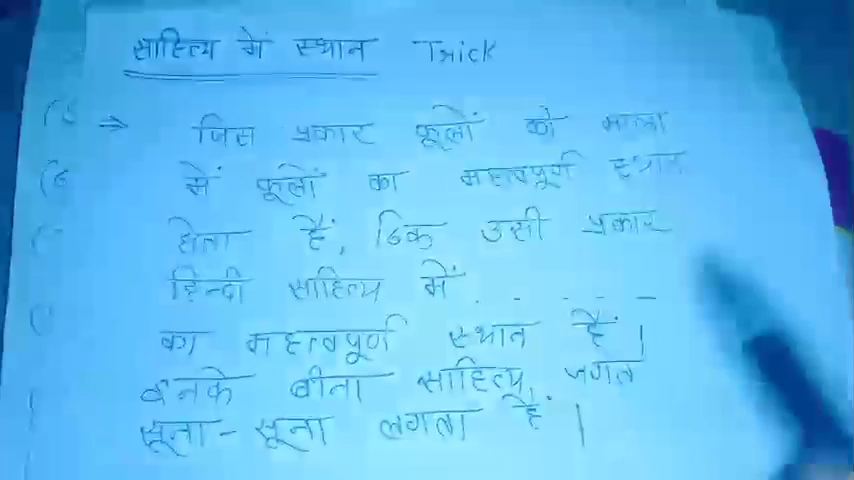 साहित्य में स्थान Trick
⇒ जिस प्रकार फूलों को माला
में फूलों का महत्वपूर्ण स्थान
होता हैं, ठिक उसी प्रकार
हिन्दी साहित्य में - - - - -
का महत्वपूर्ण स्थान हैं।
इनके बीना साहित्य जगत
सूना - सूना लगता हैं।